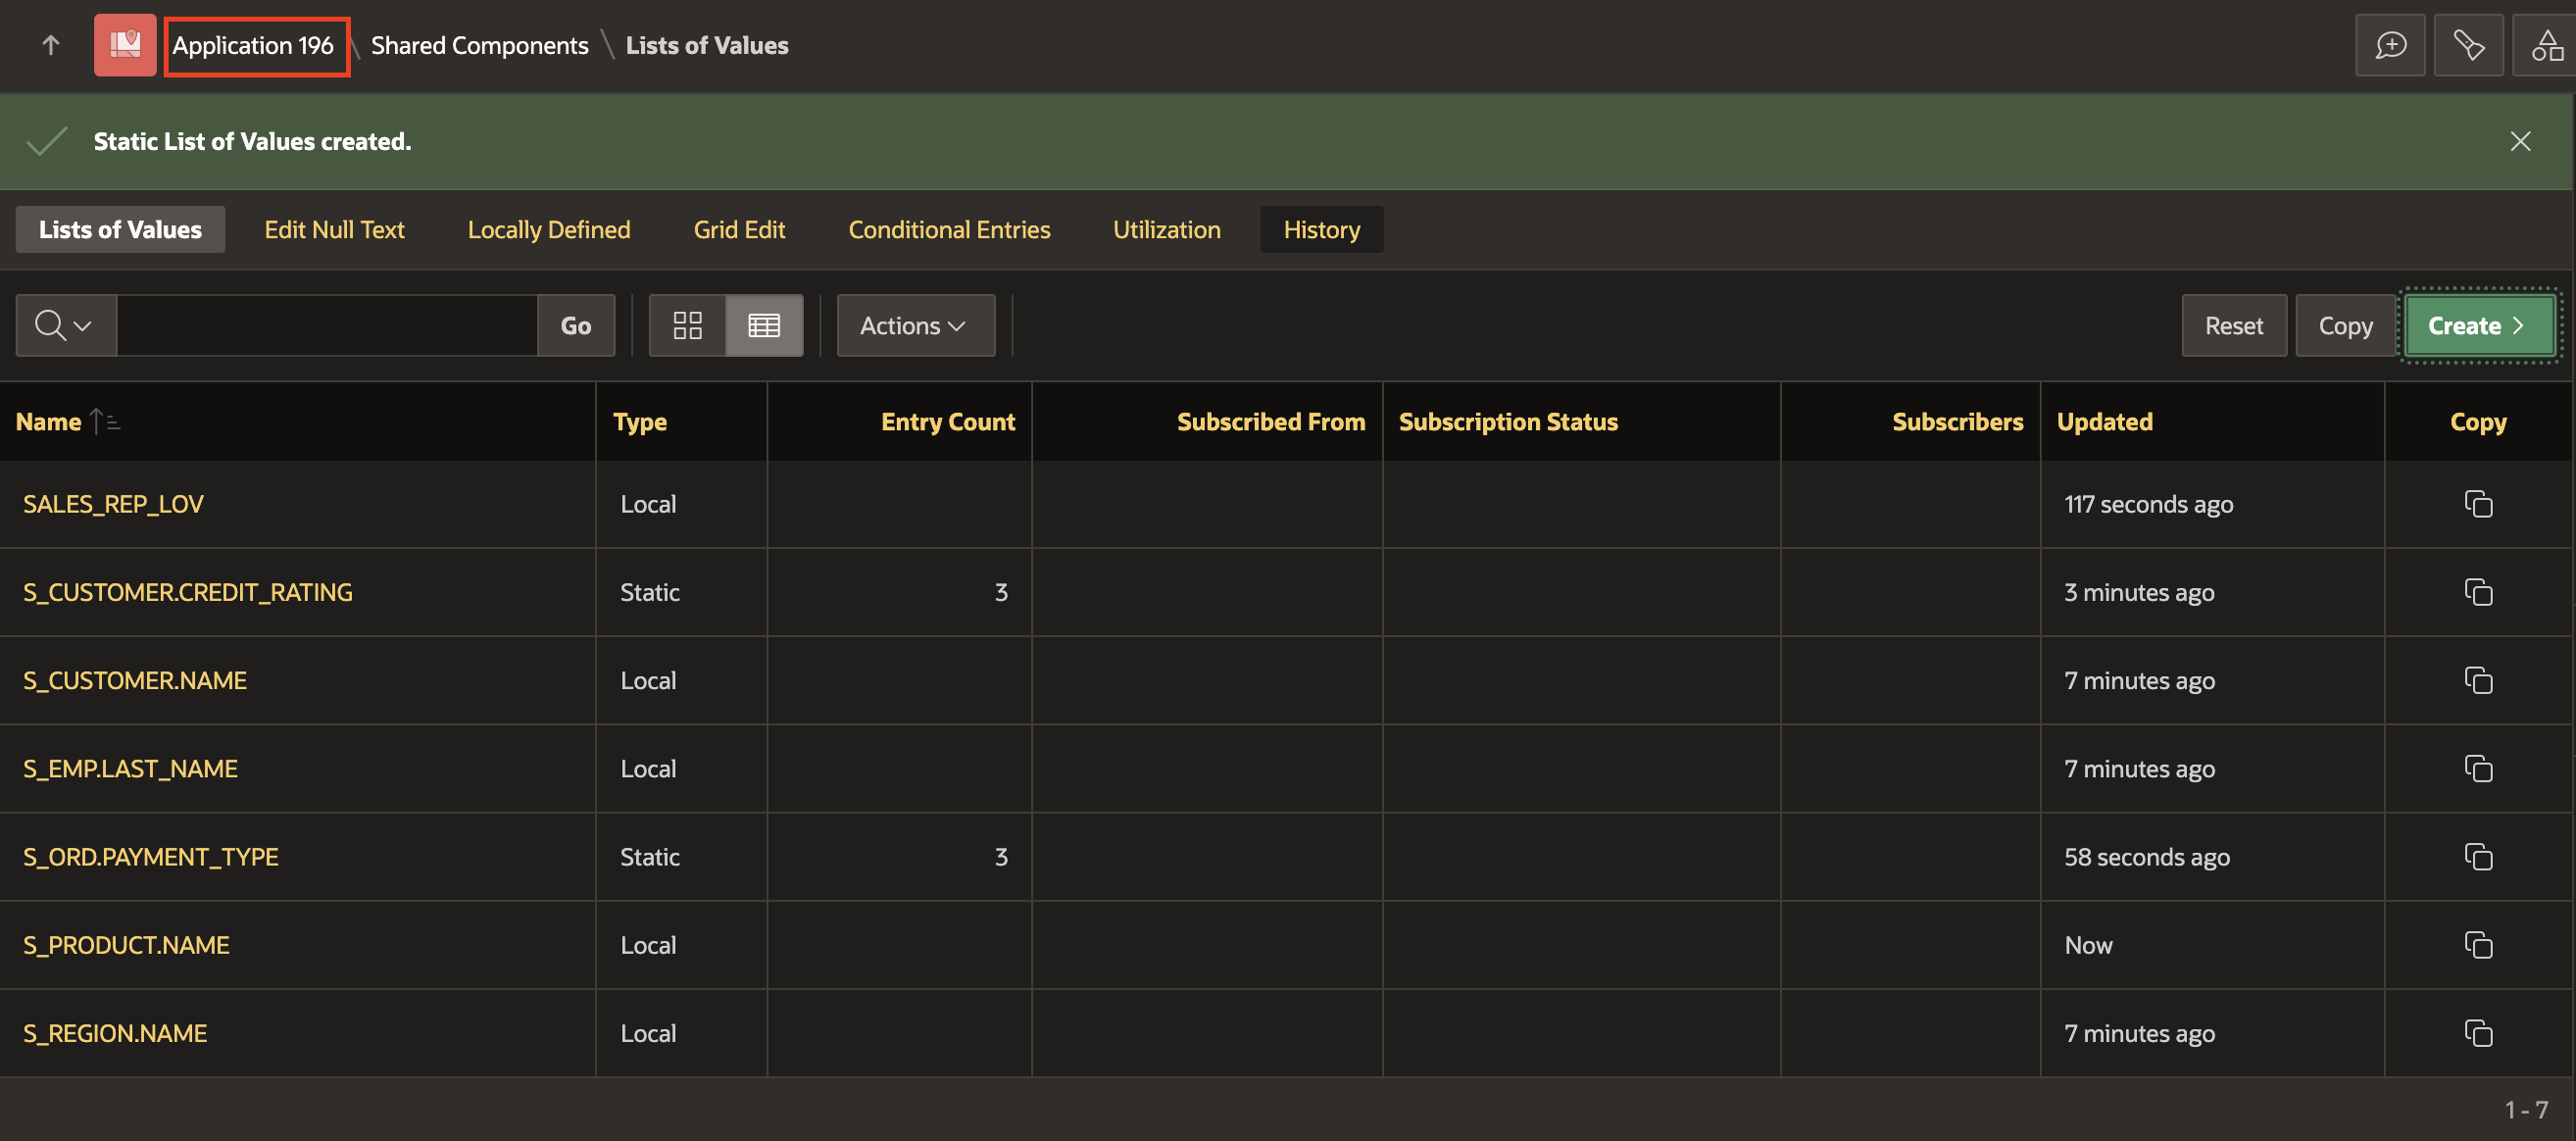 Application 196 \ Shared Components \ Lists of Values
Static List of Values created.
Lists of Values Edit Null Text Locally Defined Grid Edit Conditional Entries Utilization History
Go Actions Reset Copy Create
Name Type Entry Count Subscribed From Subscription Status Subscribers Updated Copy
SALES_REP_LOV Local 117 seconds ago
S_CUSTOMER.CREDIT_RATING Static 3 3 minutes ago
S_CUSTOMER.NAME Local 7 minutes ago
S_EMP.LAST_NAME Local 7 minutes ago
S_ORD.PAYMENT_TYPE Static 3 58 seconds ago
S_PRODUCT.NAME Local Now
S_REGION.NAME Local 7 minutes ago
1 - 7